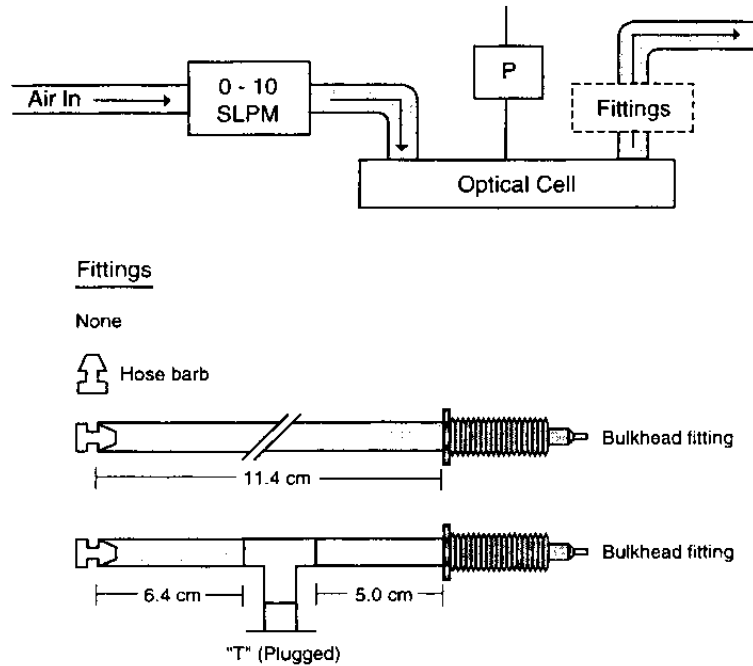 Air In
0 - 10
SLPM
P
Fittings
Optical Cell
Fittings
None
Hose barb
Bulkhead fitting
11.4 cm
Bulkhead fitting
6.4 cm
5.0 cm
"T" (Plugged)